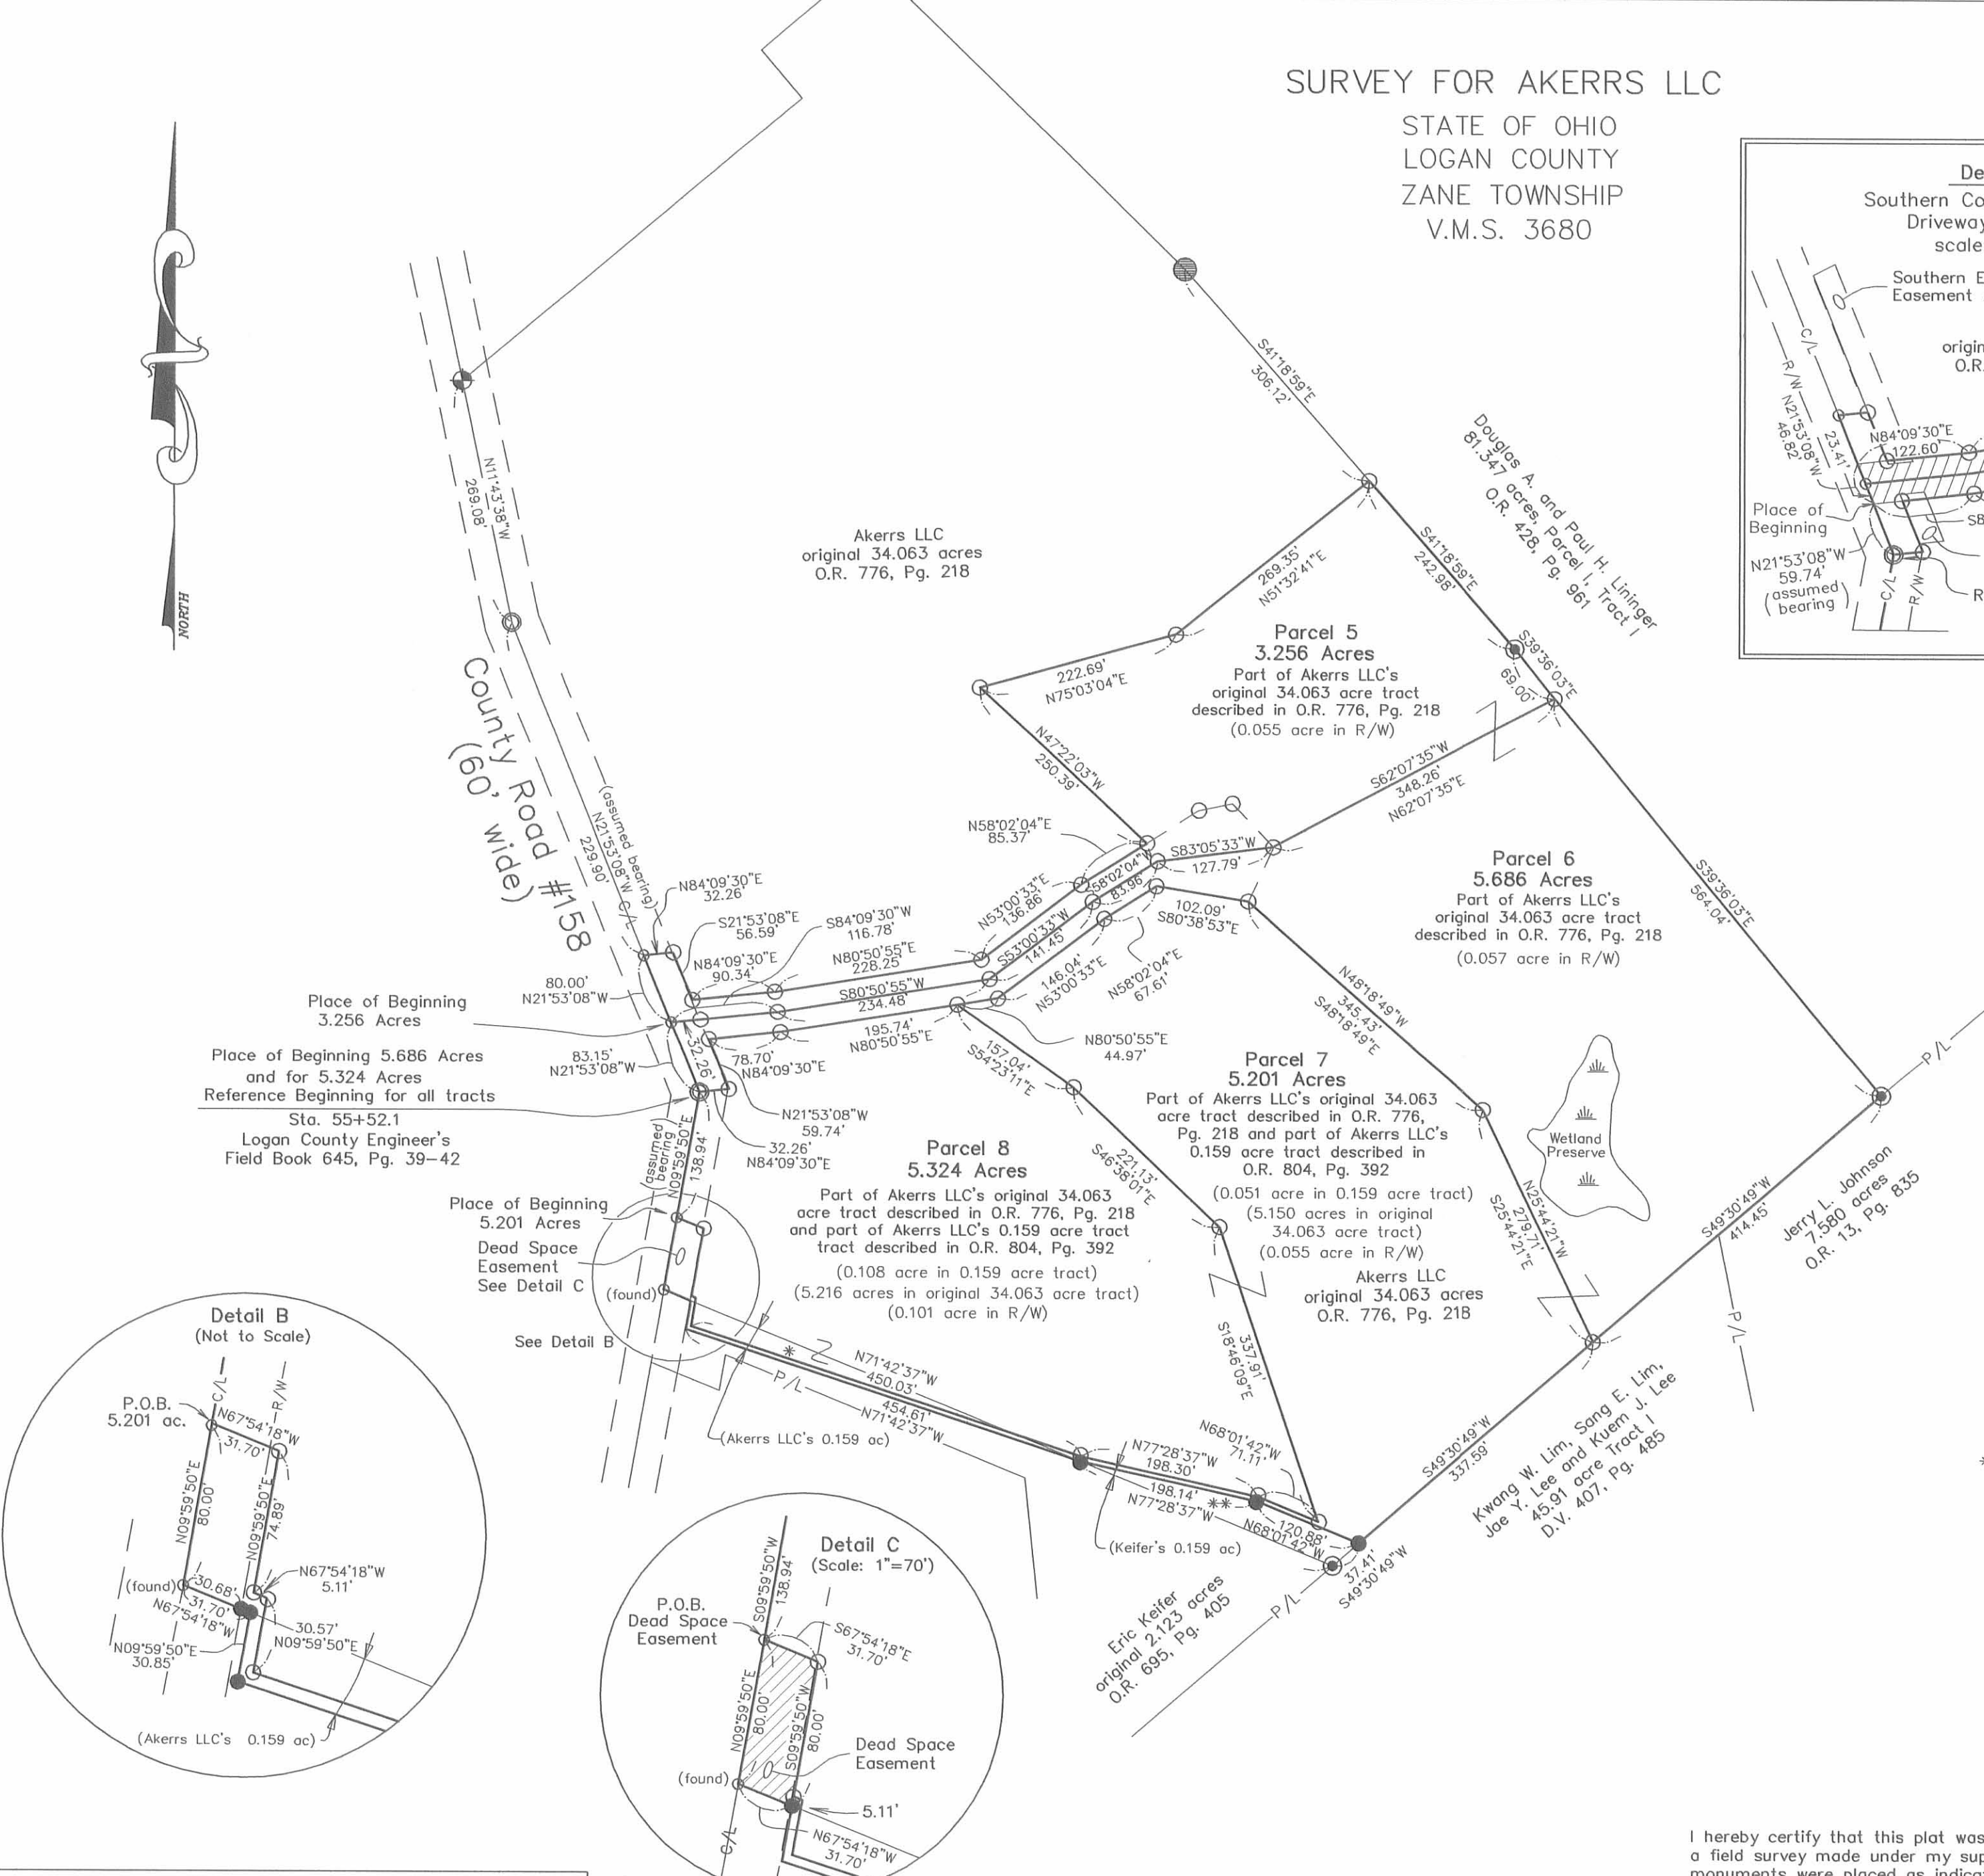 SURVEY FOR AKERRS LLC
STATE OF OHIO
LOGAN COUNTY
ZANE TOWNSHIP
V.M.S. 3680
NORTH
De
Southern Co
Driveway
scale
Southern E
Easement
origin
O.R.
C/L
R/W
N21°53'08"W
46.82'
23.41'
N84°09'30"E
122.60'
Place of
Beginning
S8
N21°53'08"W
59.74'
(assumed
bearing)
C/L
R/W
R
S41°18'59"E
306.12'
Douglas A. and Paul H. Lininger
81.347 acres, Parcel I, Tract I
O.R. 428, Pg. 961
N11°43'38"W
269.08'
Akerrs LLC
original 34.063 acres
O.R. 776, Pg. 218
269.35'
N51°32'41"E
S41°18'59"E
242.98'
S39°36'03"E
69.00'
222.69'
N75°03'04"E
Parcel 5
3.256 Acres
Part of Akerrs LLC's
original 34.063 acre tract
described in O.R. 776, Pg. 218
(0.055 acre in R/W)
County Road #158
(60' wide)
(assumed bearing)
N21°53'08"W
C/L
229.90'
N47°22'03"W
250.39'
S62°07'35"W
348.26'
N62°07'35"E
N58°02'04"E
85.37'
S83°05'33"W
127.79'
S58°02'04"W
83.96'
N53°00'33"E
136.86'
S53°00'33"W
141.45'
146.04'
N53°00'33"E
N58°02'04"E
67.61'
102.09'
S80°38'53"E
Parcel 6
5.686 Acres
Part of Akerrs LLC's
original 34.063 acre tract
described in O.R. 776, Pg. 218
(0.057 acre in R/W)
S39°36'03"E
564.04'
N84°09'30"E
32.26'
S21°53'08"E
56.59'
S84°09'30"W
116.78'
N84°09'30"E
90.34'
N80°50'55"E
228.25'
S80°50'55"W
234.48'
195.74'
N80°50'55"E
80.00'
N21°53'08"W
Place of Beginning
3.256 Acres
Place of Beginning 5.686 Acres
and for 5.324 Acres
Reference Beginning for all tracts
Sta. 55+52.1
Logan County Engineer's
Field Book 645, Pg. 39-42
83.15'
N21°53'08"W
32.26'
78.70'
N84°09'30"E
N21°53'08"W
59.74'
32.26'
N84°09'30"E
N80°50'55"E
44.97'
157.04'
S54°23'11"E
N48°18'49"W
345.43'
S48°18'49"E
Parcel 7
5.201 Acres
Part of Akerrs LLC's original 34.063
acre tract described in O.R. 776,
Pg. 218 and part of Akerrs LLC's
0.159 acre tract described in
O.R. 804, Pg. 392
(0.051 acre in 0.159 acre tract)
(5.150 acres in original
34.063 acre tract)
(0.055 acre in R/W)
Akerrs LLC
original 34.063 acres
O.R. 776, Pg. 218
Wetland
Preserve
P/L
(assumed
bearing)
N09°59'50"E
138.94'
Parcel 8
5.324 Acres
Part of Akerrs LLC's original 34.063
acre tract described in O.R. 776, Pg. 218
and part of Akerrs LLC's 0.159 acre tract
tract described in O.R. 804, Pg. 392
(0.108 acre in 0.159 acre tract)
(5.216 acres in original 34.063 acre tract)
(0.101 acre in R/W)
221.13'
S46°38'01"E
N25°44'21"W
279.71'
S25°44'21"E
S49°30'49"W
414.45'
Jerry L. Johnson
7.580 acres
O.R. 13, Pg. 835
P/L
Place of Beginning
5.201 Acres
Dead Space
Easement
See Detail C
(found)
See Detail B
337.91'
S18°46'09"E
*
N71°42'37"W
450.03'
P/L
454.61'
N71°42'37"W
(Akerrs LLC's 0.159 ac)
N68°01'42"W
71.11'
N77°28'37"W
198.30'
198.14'
N77°28'37"W
**
120.88'
N68°01'42"W
(Keifer's 0.159 ac)
S49°30'49"W
337.59'
37.41'
S49°30'49"W
Kwang W. Lim, Sang E. Lim,
Jae Y. Lee and Kuem J. Lee
45.91 acre Tract I
D.V. 407, Pg. 485
*
Eric Keifer
original 2.123 acres
O.R. 695, Pg. 405
P/L
Detail B
(Not to Scale)
C/L
R/W
P.O.B.
5.201 ac.
N67°54'18"W
31.70'
N09°59'50"E
80.00'
N09°59'50"E
74.89'
N67°54'18"W
5.11'
(found)
30.68'
31.70'
N67°54'18"W
30.57'
N09°59'50"E
N09°59'50"E
30.85'
(Akerrs LLC's 0.159 ac)
Detail C
(Scale: 1"=70')
S09°59'50"W
138.94'
P.O.B.
Dead Space
Easement
S67°54'18"E
31.70'
N09°59'50"E
80.00'
S09°59'50"W
80.00'
Dead Space
Easement
(found)
5.11'
C/L
N67°54'18"W
31.70'
I hereby certify that this plat was
a field survey made under my sup
monuments were placed as indica